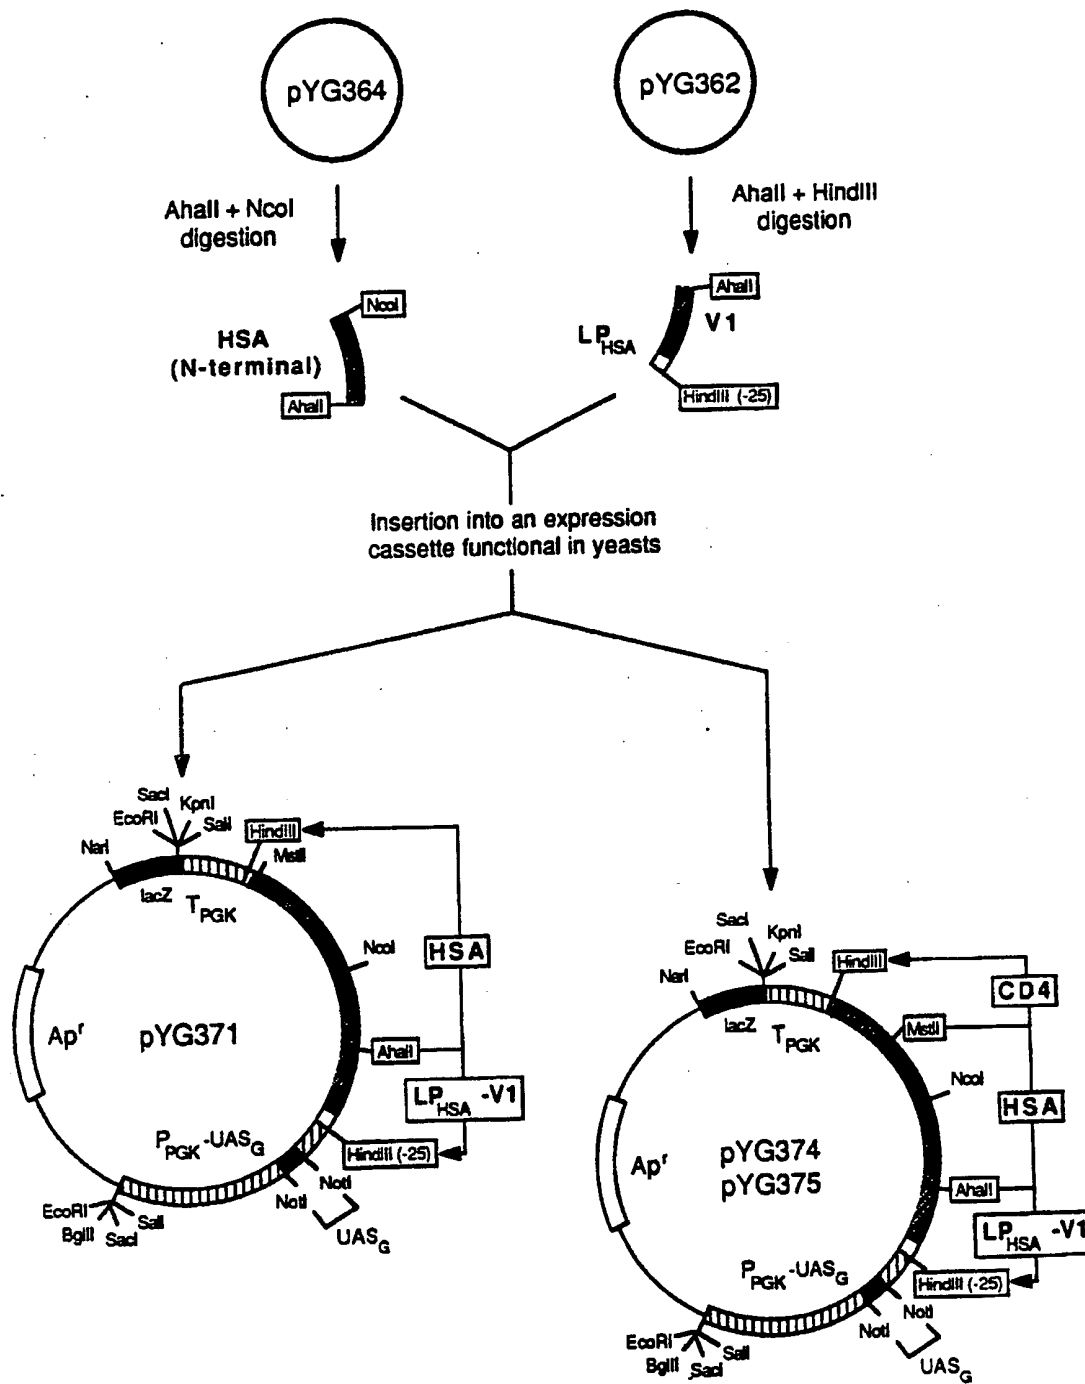 pYG364
pYG362
AhaII + NcoI
digestion
AhaII + HindIII
digestion
NcoI
HSA
(N-terminal)
AhaII
AhaII
V1
LP HSA
HindIII (-25)
Insertion into an expression
cassette functional in yeasts
SacI
KpnI
EcoRI
SalI
HindIII
NarI
MstII
lacZ
T PGK
NcoI
HSA
Ap r
pYG371
AhaII
LP HSA -V1
P PGK -UAS G
HindIII (-25)
NotI
NotI
UAS G
EcoRI
BglII
SacI
SalI
SacI
KpnI
EcoRI
SalI
HindIII
NarI
CD4
lacZ
T PGK
MstII
NcoI
HSA
Ap r
pYG374
pYG375
AhaII
LP HSA -V1
P PGK -UAS G
HindIII (-25)
NotI
NotI
UAS G
EcoRI
BglII
SacI
SalI